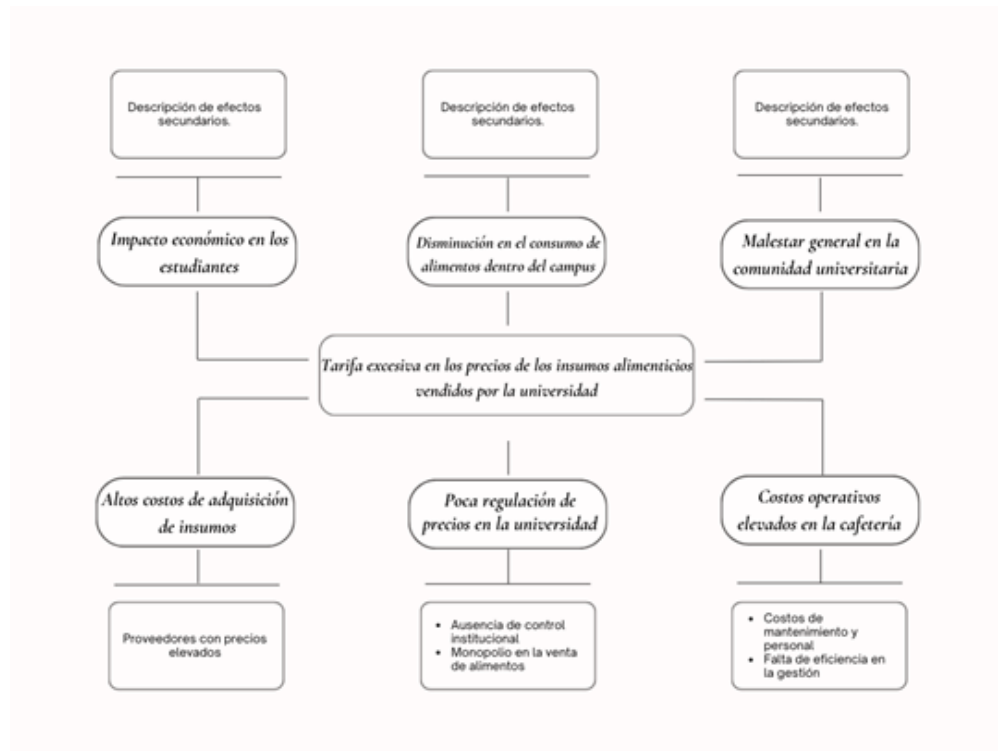 Descripción de efectos
secundarios.
Descripción de efectos
secundarios.
Descripción de efectos
secundarios.
Impacto económico en los
estudiantes
Disminución en el consumo de
alimentos dentro del campus
Malestar general en la
comunidad universitaria
Tarifa excesiva en los precios de los insumos alimenticios
vendidos por la universidad
Altos costos de adquisición
de insumos
Poca regulación de
precios en la universidad
Costos operativos
elevados en la cafetería
Proveedores con precios
elevados
• Ausencia de control
institucional
• Monopolio en la venta
de alimentos
• Costos de
mantenimiento y
personal
• Falta de eficiencia en
la gestión